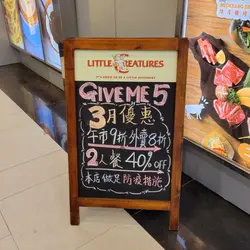 LITTLE CREATURES
GIVE ME 5
3月優惠
午市9折 外賣8折
2人餐 40% off
本店做足防疫措施